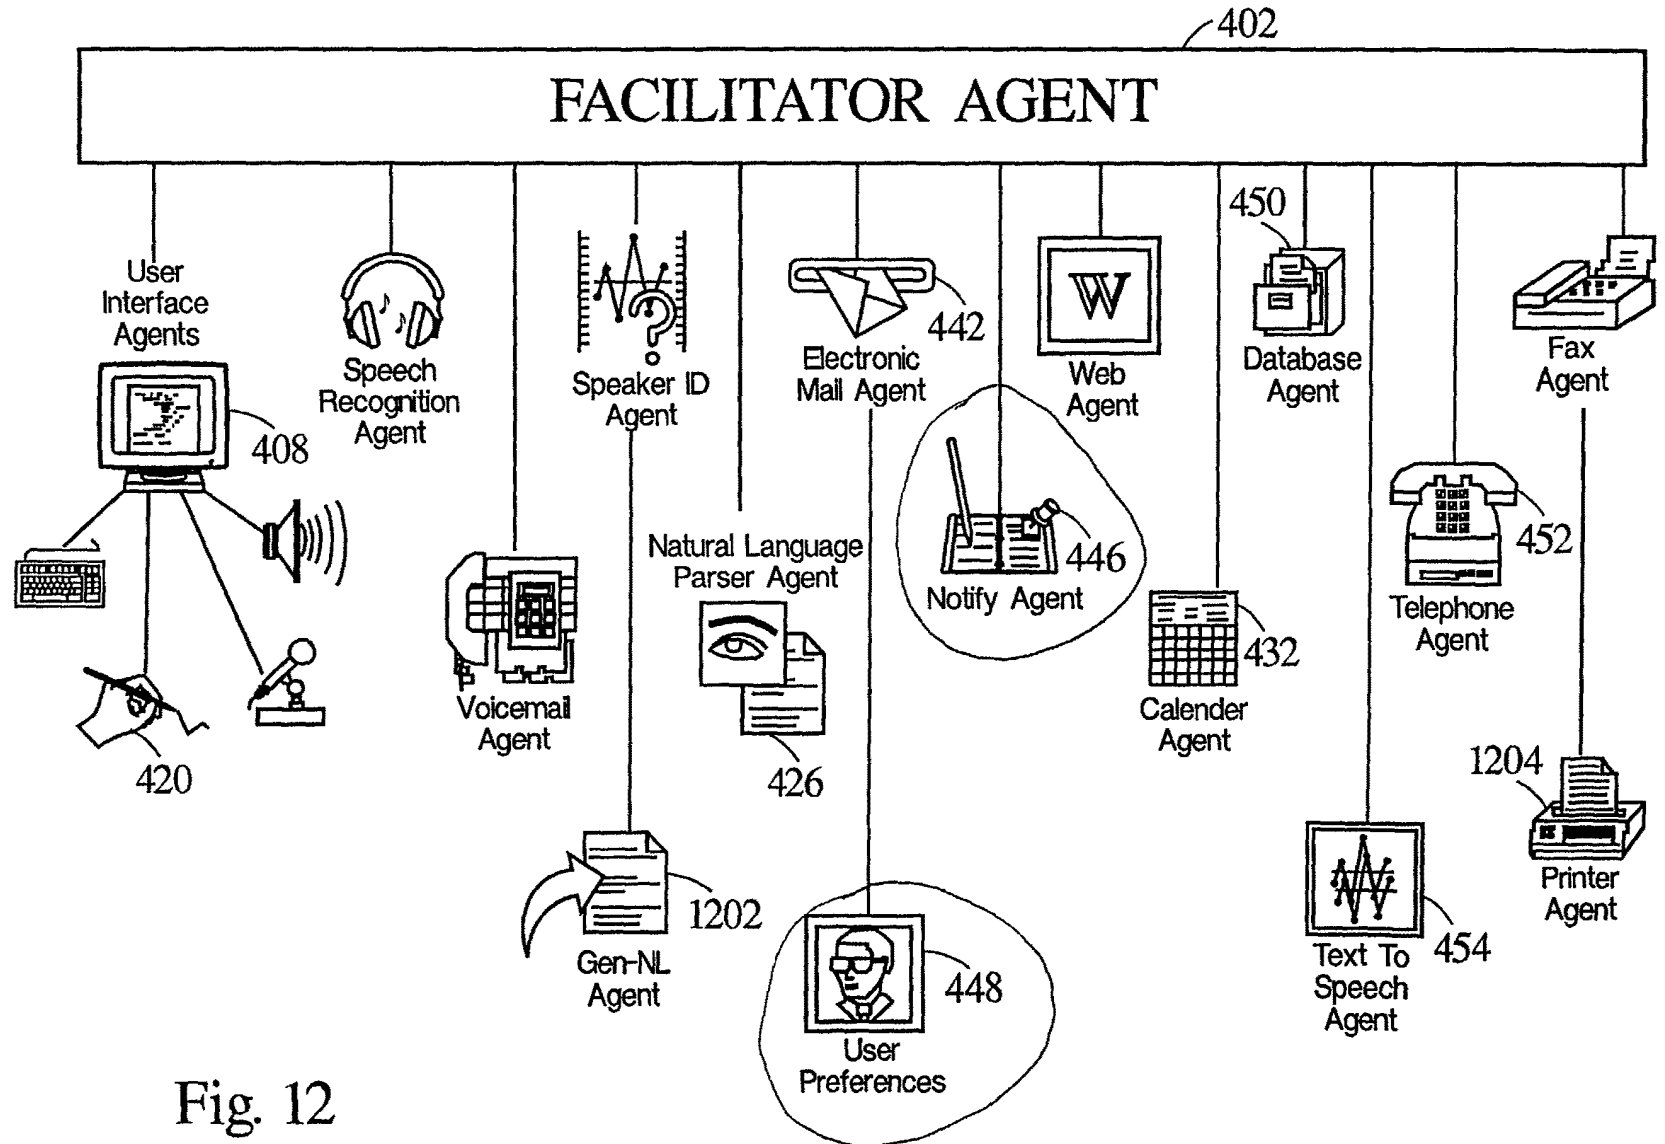 402
FACILITATOR AGENT
User
Interface
Agents
408
420
Speech
Recognition
Agent
Voicemail
Agent
Speaker ID
Agent
1202
Gen-NL
Agent
Natural Language
Parser Agent
426
442
Electronic
Mail Agent
448
User
Preferences
446
Notify Agent
W
Web
Agent
432
Calender
Agent
450
Database
Agent
454
Text To
Speech
Agent
452
Telephone
Agent
Fax
Agent
1204
Printer
Agent
Fig. 12